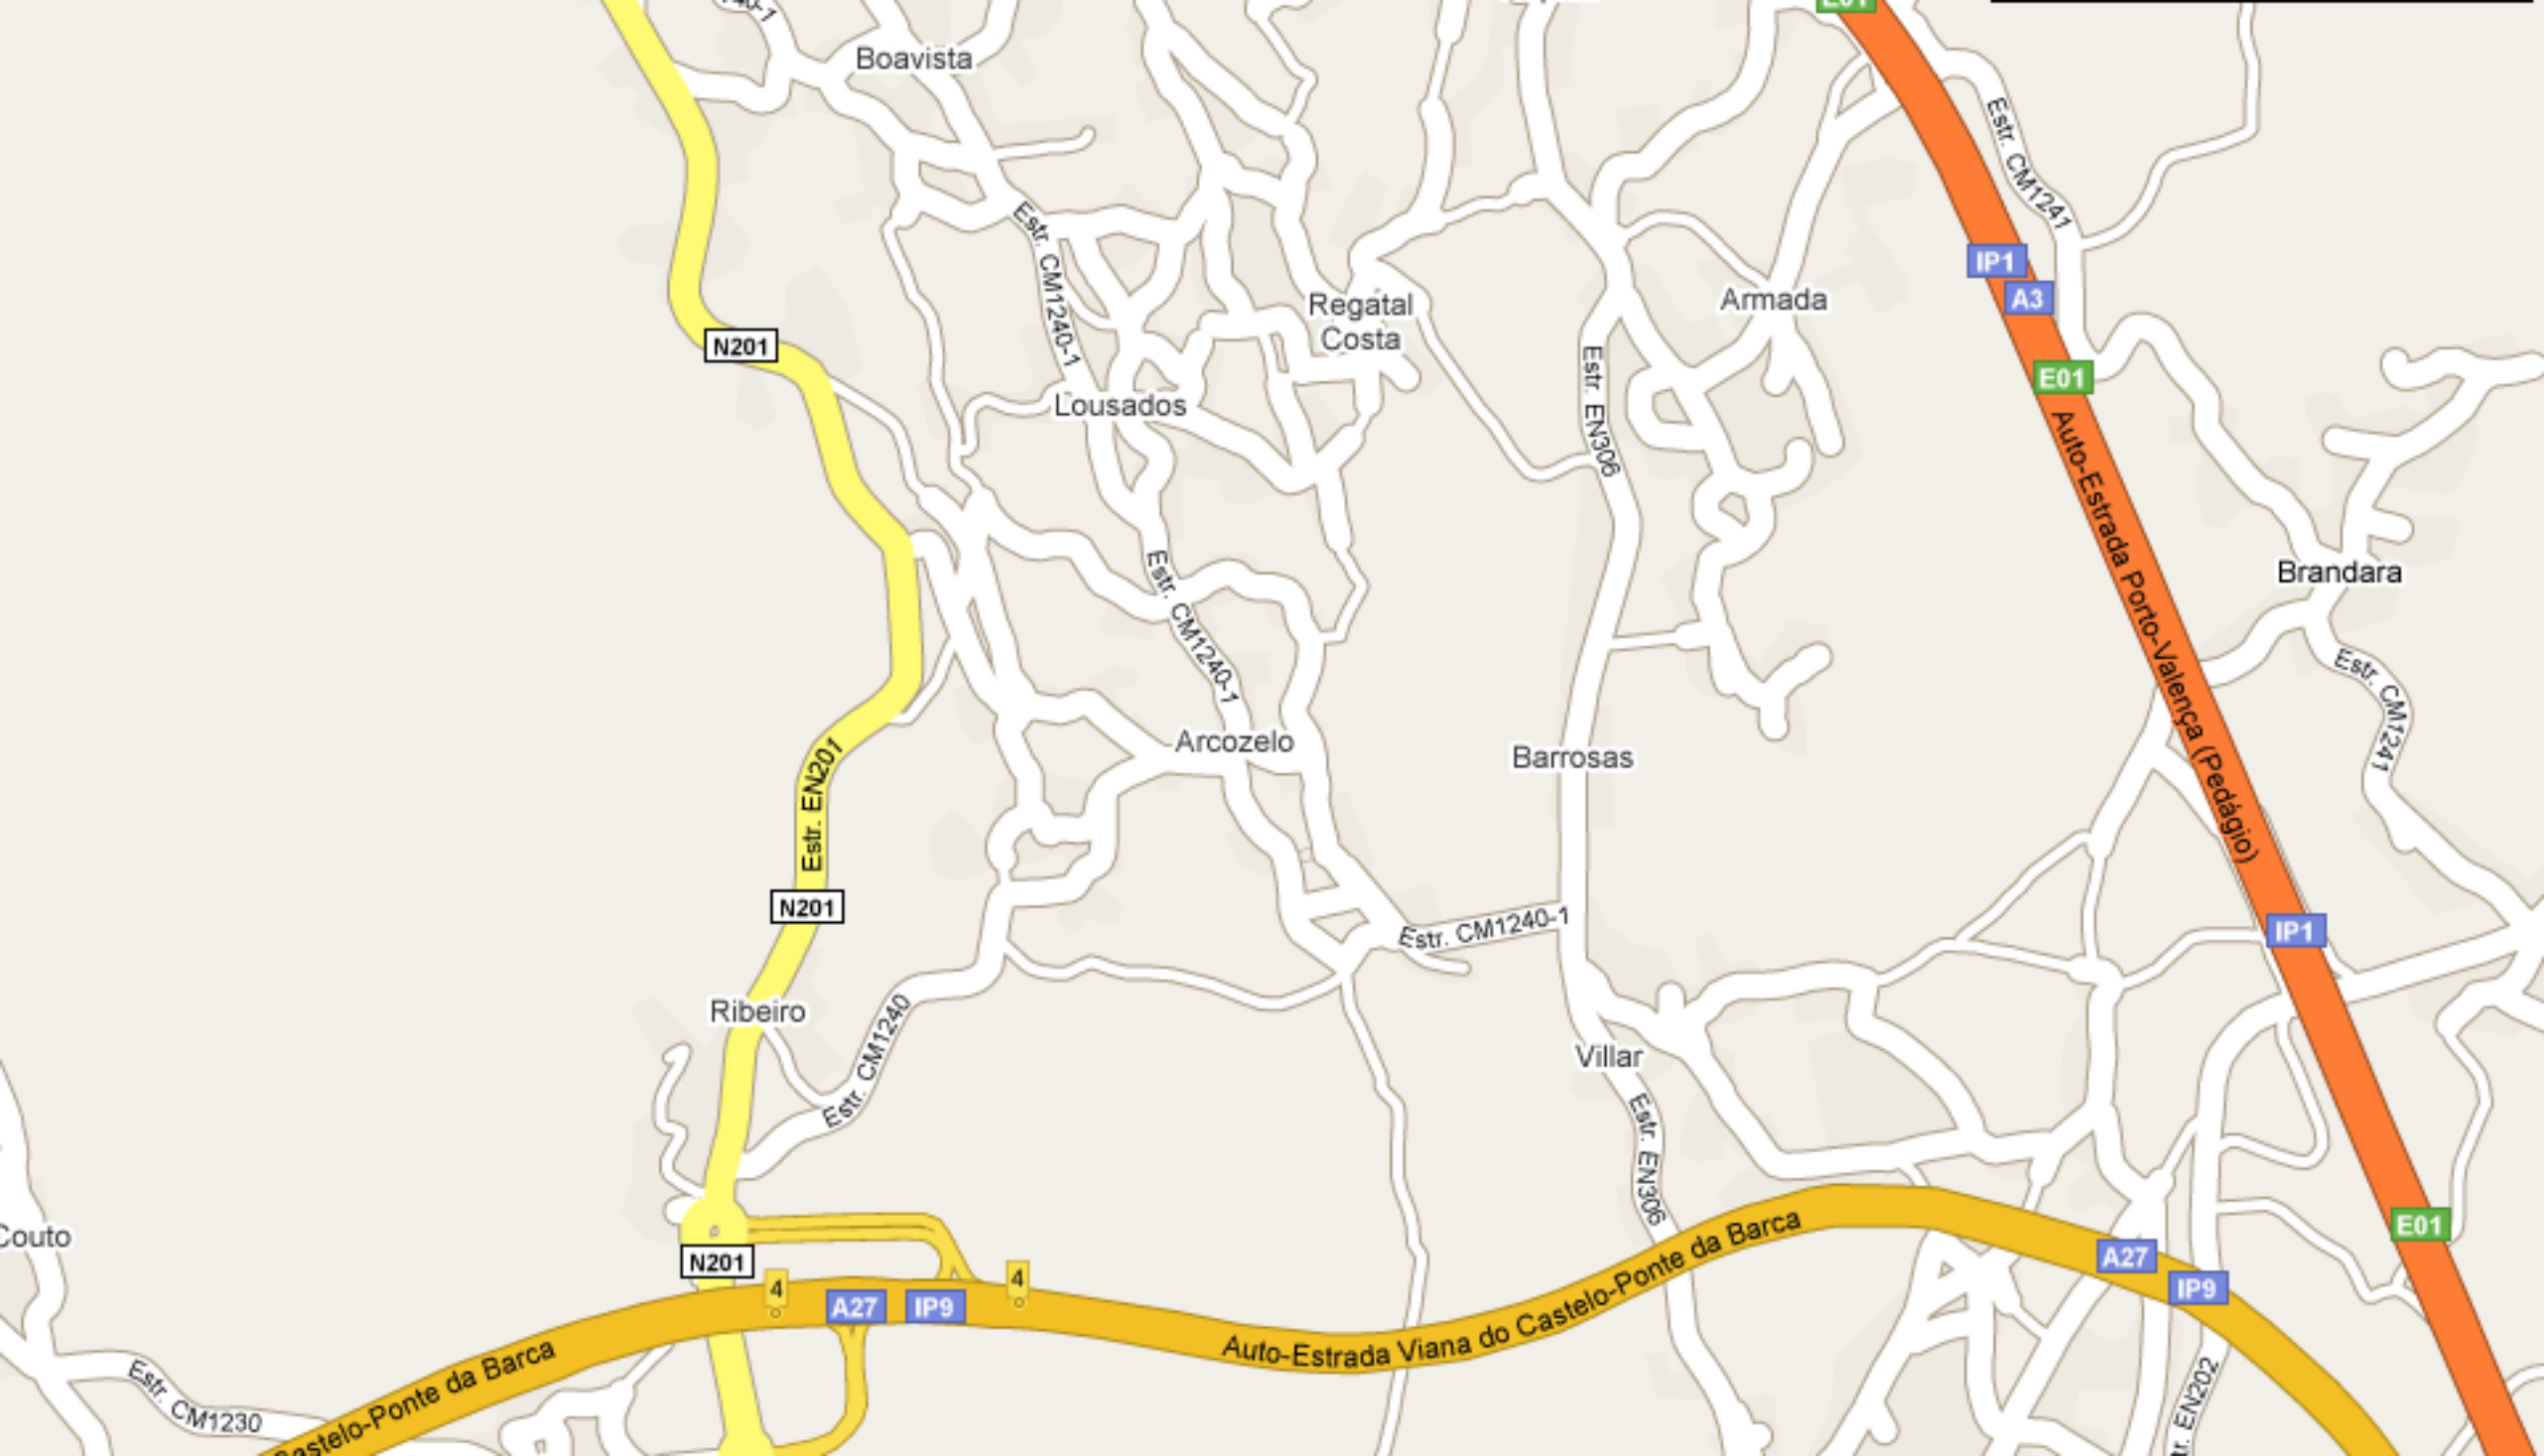 E01
Boavista
Estr. CM1241
Estr. CM1240-1
IP1
A3
Regatal
Costa
Armada
N201
E01
Estr. EN306
Lousados
Auto-Estrada Porto-Valença (Pedágio)
Brandara
Estr. CM1240-1
Estr. CM1241
Arcozelo
Barrosas
Estr. EN201
N201
Estr. CM1240-1
IP1
Ribeiro
Estr. CM1240
Villar
Estr. EN306
Couto
E01
N201
4
4
A27
IP9
A27
IP9
Auto-Estrada Viana do Castelo-Ponte da Barca
Castelo-Ponte da Barca
Estr. CM1230
EN202